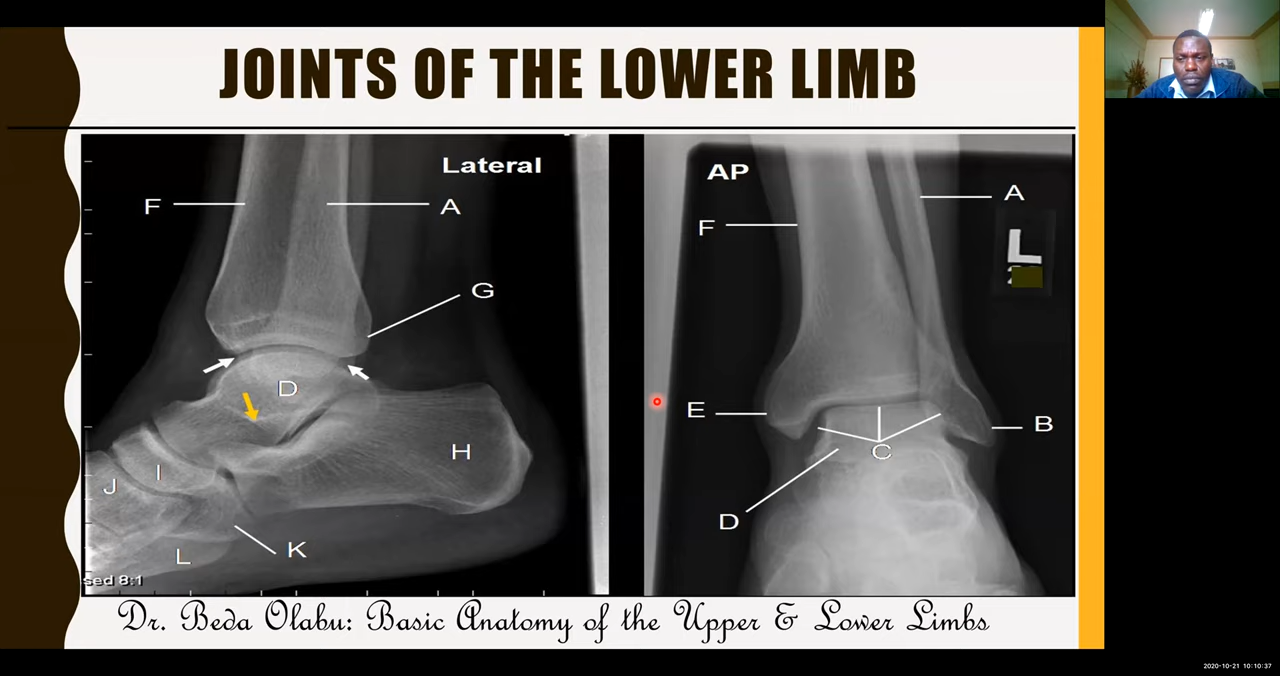 JOINTS OF THE LOWER LIMB
Lateral
F
A
G
D
H
I
J
K
L
sed 8:1
AP
A
F
L
E
B
C
D
Dr. Beda Olabu: Basic Anatomy of the Upper & Lower Limbs
2020-10-21 10:10:37